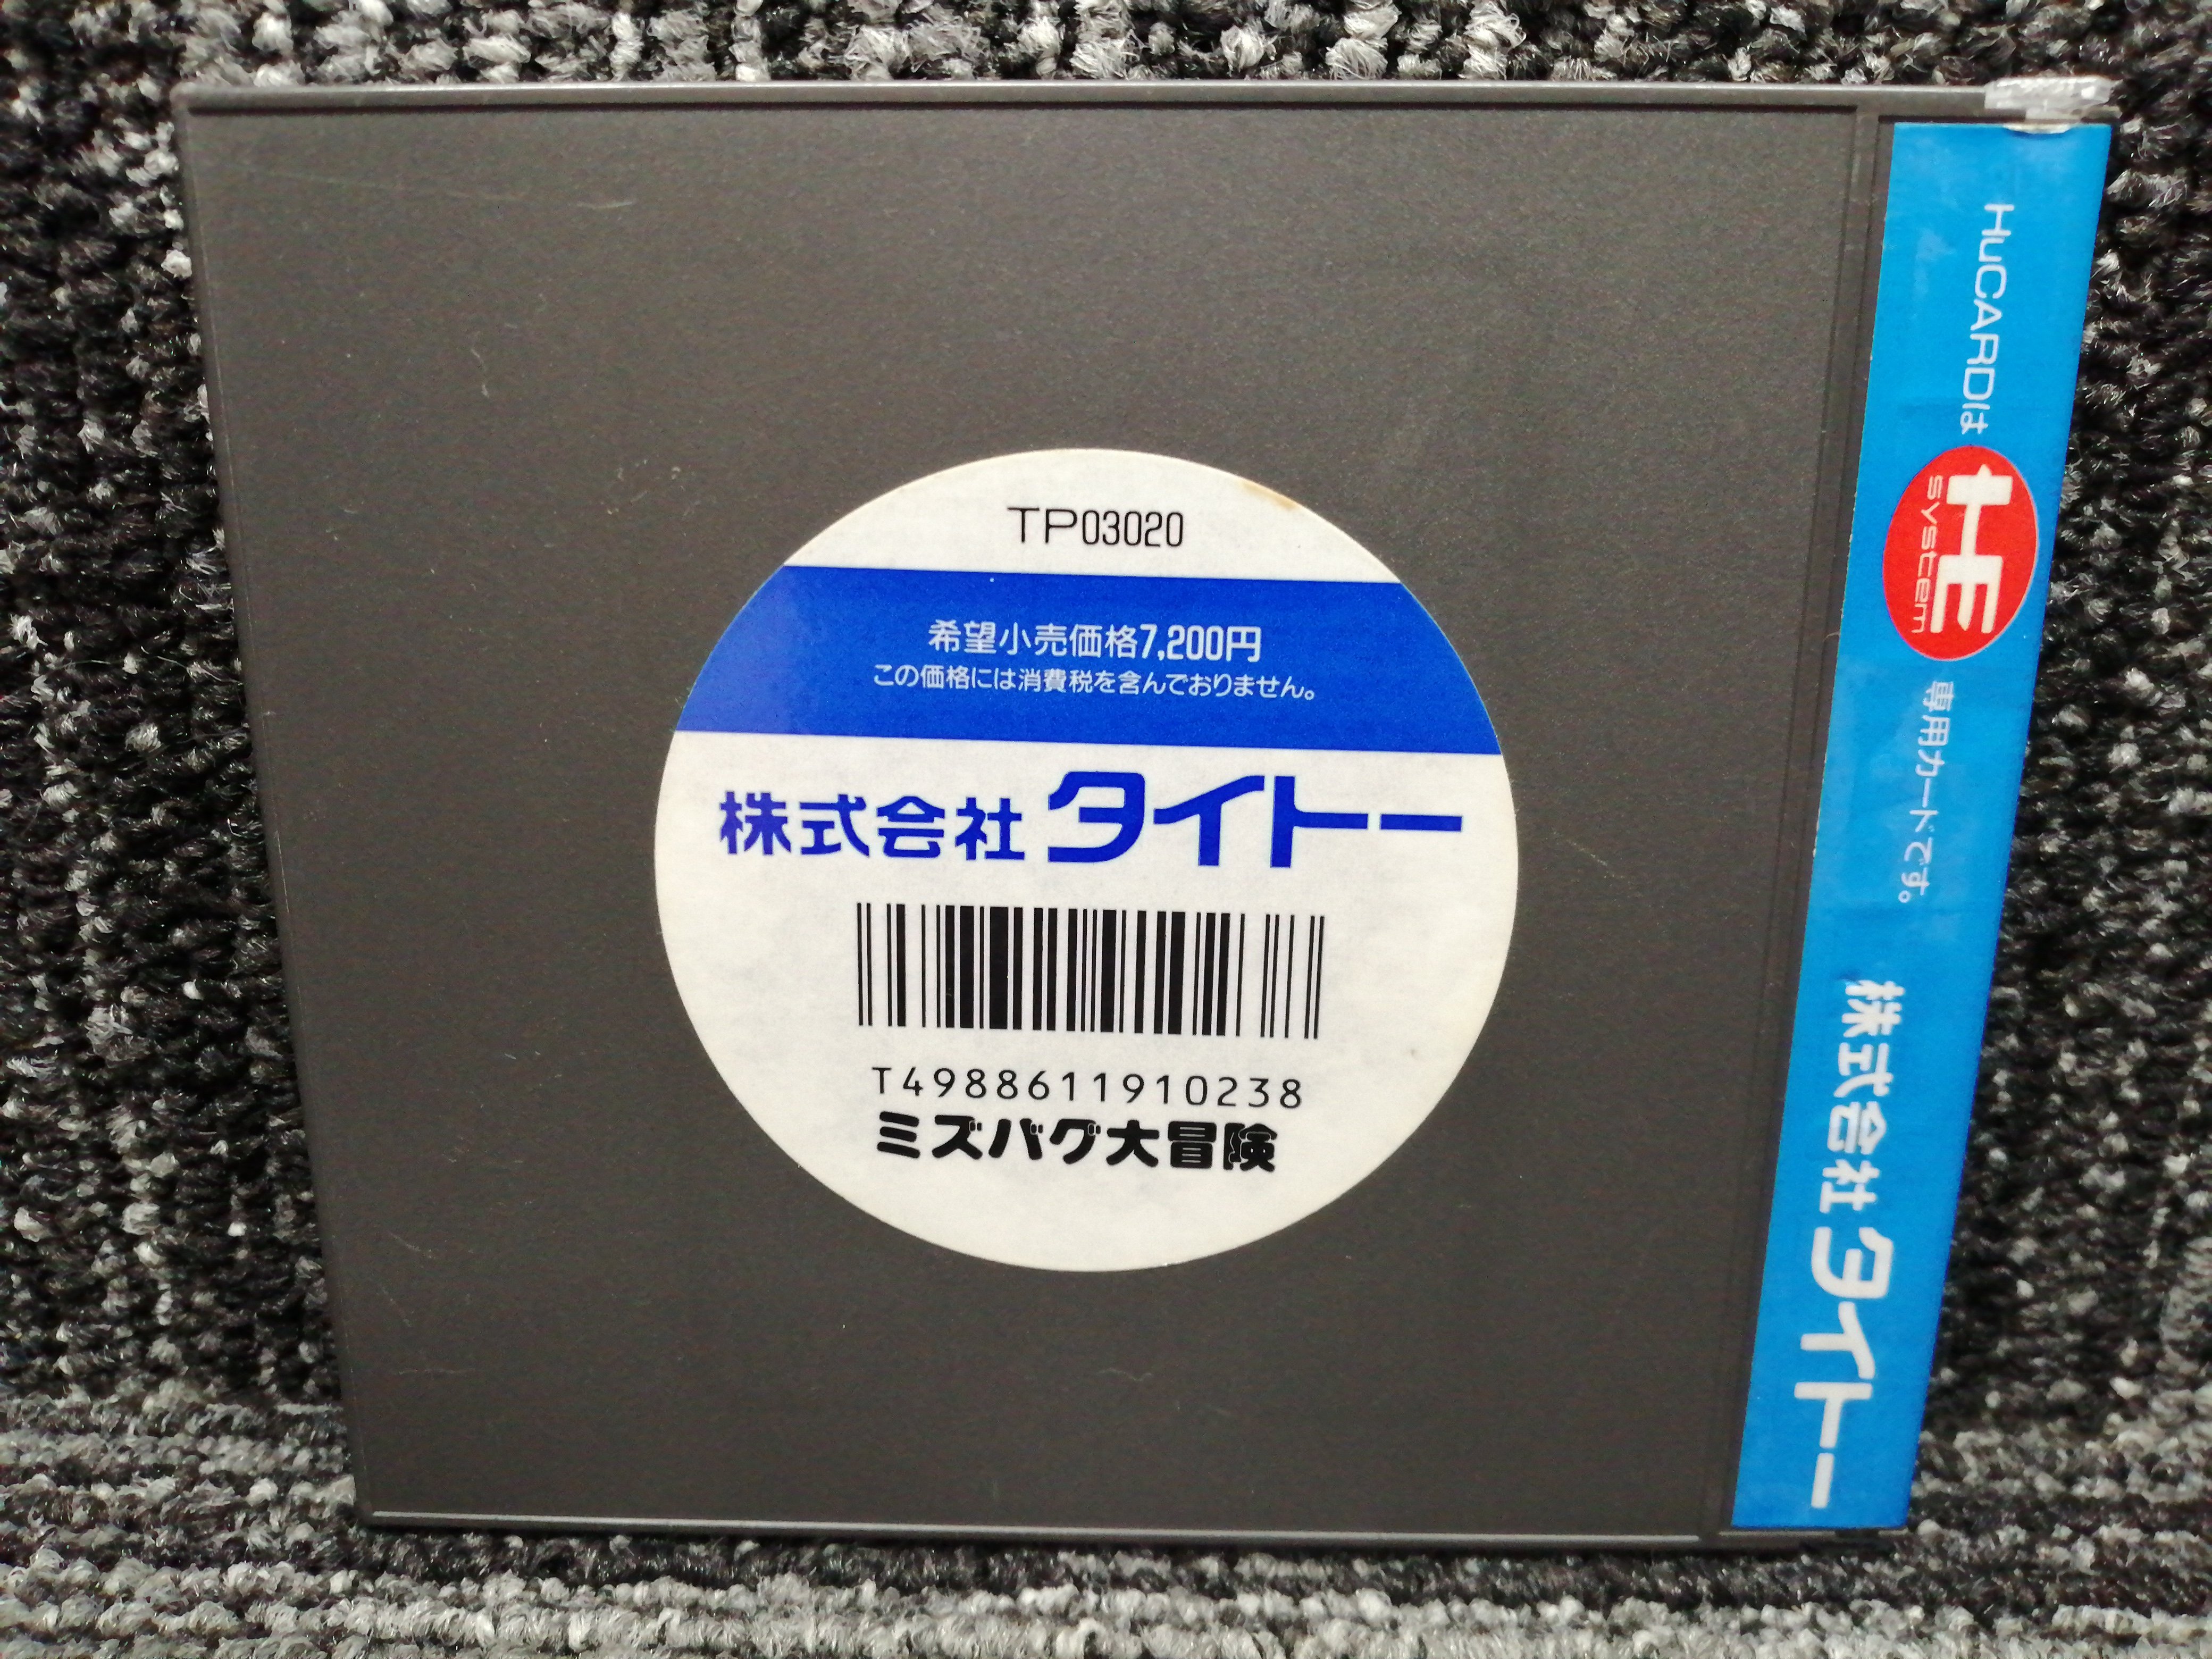 TP03020
希望小売価格7,200円
この価格には消費税を含んでおりません。
株式会社タイトー
T4988611910238
ミズバグ大冒険
HuCARDは HE system 専用カードです。 株式会社タイトー